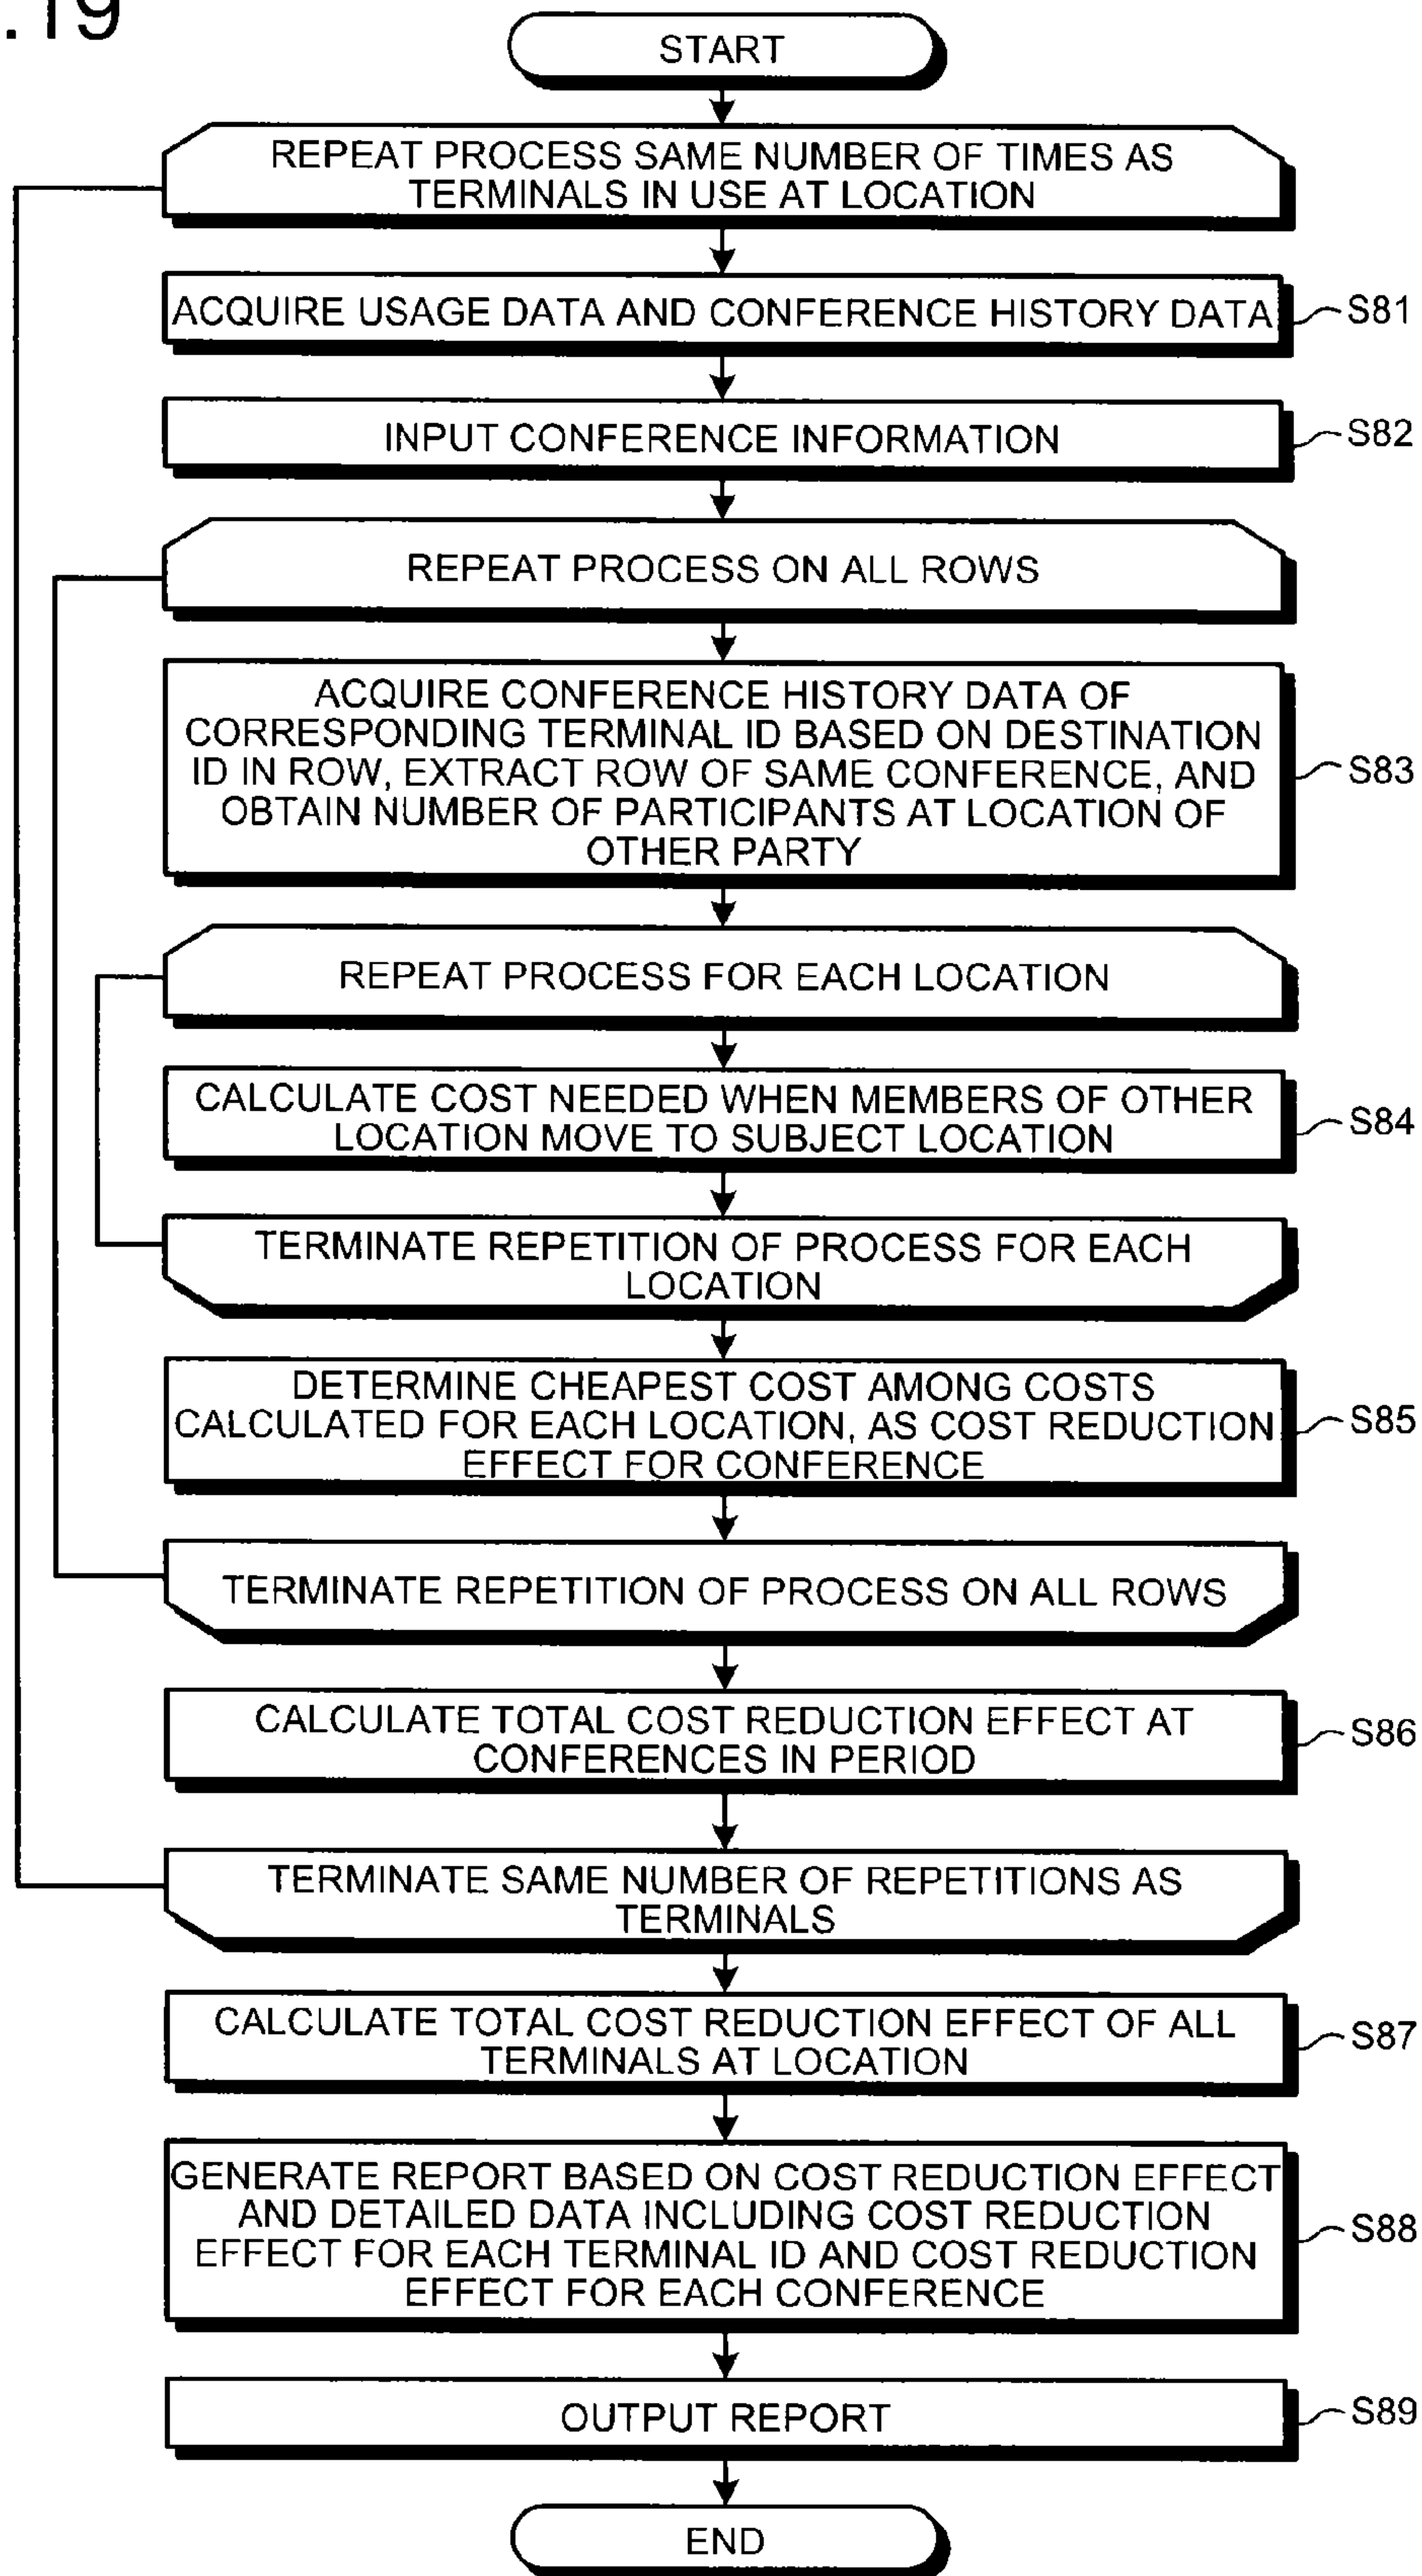 .19
START
REPEAT PROCESS SAME NUMBER OF TIMES AS
TERMINALS IN USE AT LOCATION
ACQUIRE USAGE DATA AND CONFERENCE HISTORY DATA
S81
INPUT CONFERENCE INFORMATION
S82
REPEAT PROCESS ON ALL ROWS
ACQUIRE CONFERENCE HISTORY DATA OF
CORRESPONDING TERMINAL ID BASED ON DESTINATION
ID IN ROW, EXTRACT ROW OF SAME CONFERENCE, AND
OBTAIN NUMBER OF PARTICIPANTS AT LOCATION OF
OTHER PARTY
S83
REPEAT PROCESS FOR EACH LOCATION
CALCULATE COST NEEDED WHEN MEMBERS OF OTHER
LOCATION MOVE TO SUBJECT LOCATION
S84
TERMINATE REPETITION OF PROCESS FOR EACH
LOCATION
DETERMINE CHEAPEST COST AMONG COSTS
CALCULATED FOR EACH LOCATION, AS COST REDUCTION
EFFECT FOR CONFERENCE
S85
TERMINATE REPETITION OF PROCESS ON ALL ROWS
CALCULATE TOTAL COST REDUCTION EFFECT AT
CONFERENCES IN PERIOD
S86
TERMINATE SAME NUMBER OF REPETITIONS AS
TERMINALS
CALCULATE TOTAL COST REDUCTION EFFECT OF ALL
TERMINALS AT LOCATION
S87
GENERATE REPORT BASED ON COST REDUCTION EFFECT
AND DETAILED DATA INCLUDING COST REDUCTION
EFFECT FOR EACH TERMINAL ID AND COST REDUCTION
EFFECT FOR EACH CONFERENCE
S88
OUTPUT REPORT
S89
END